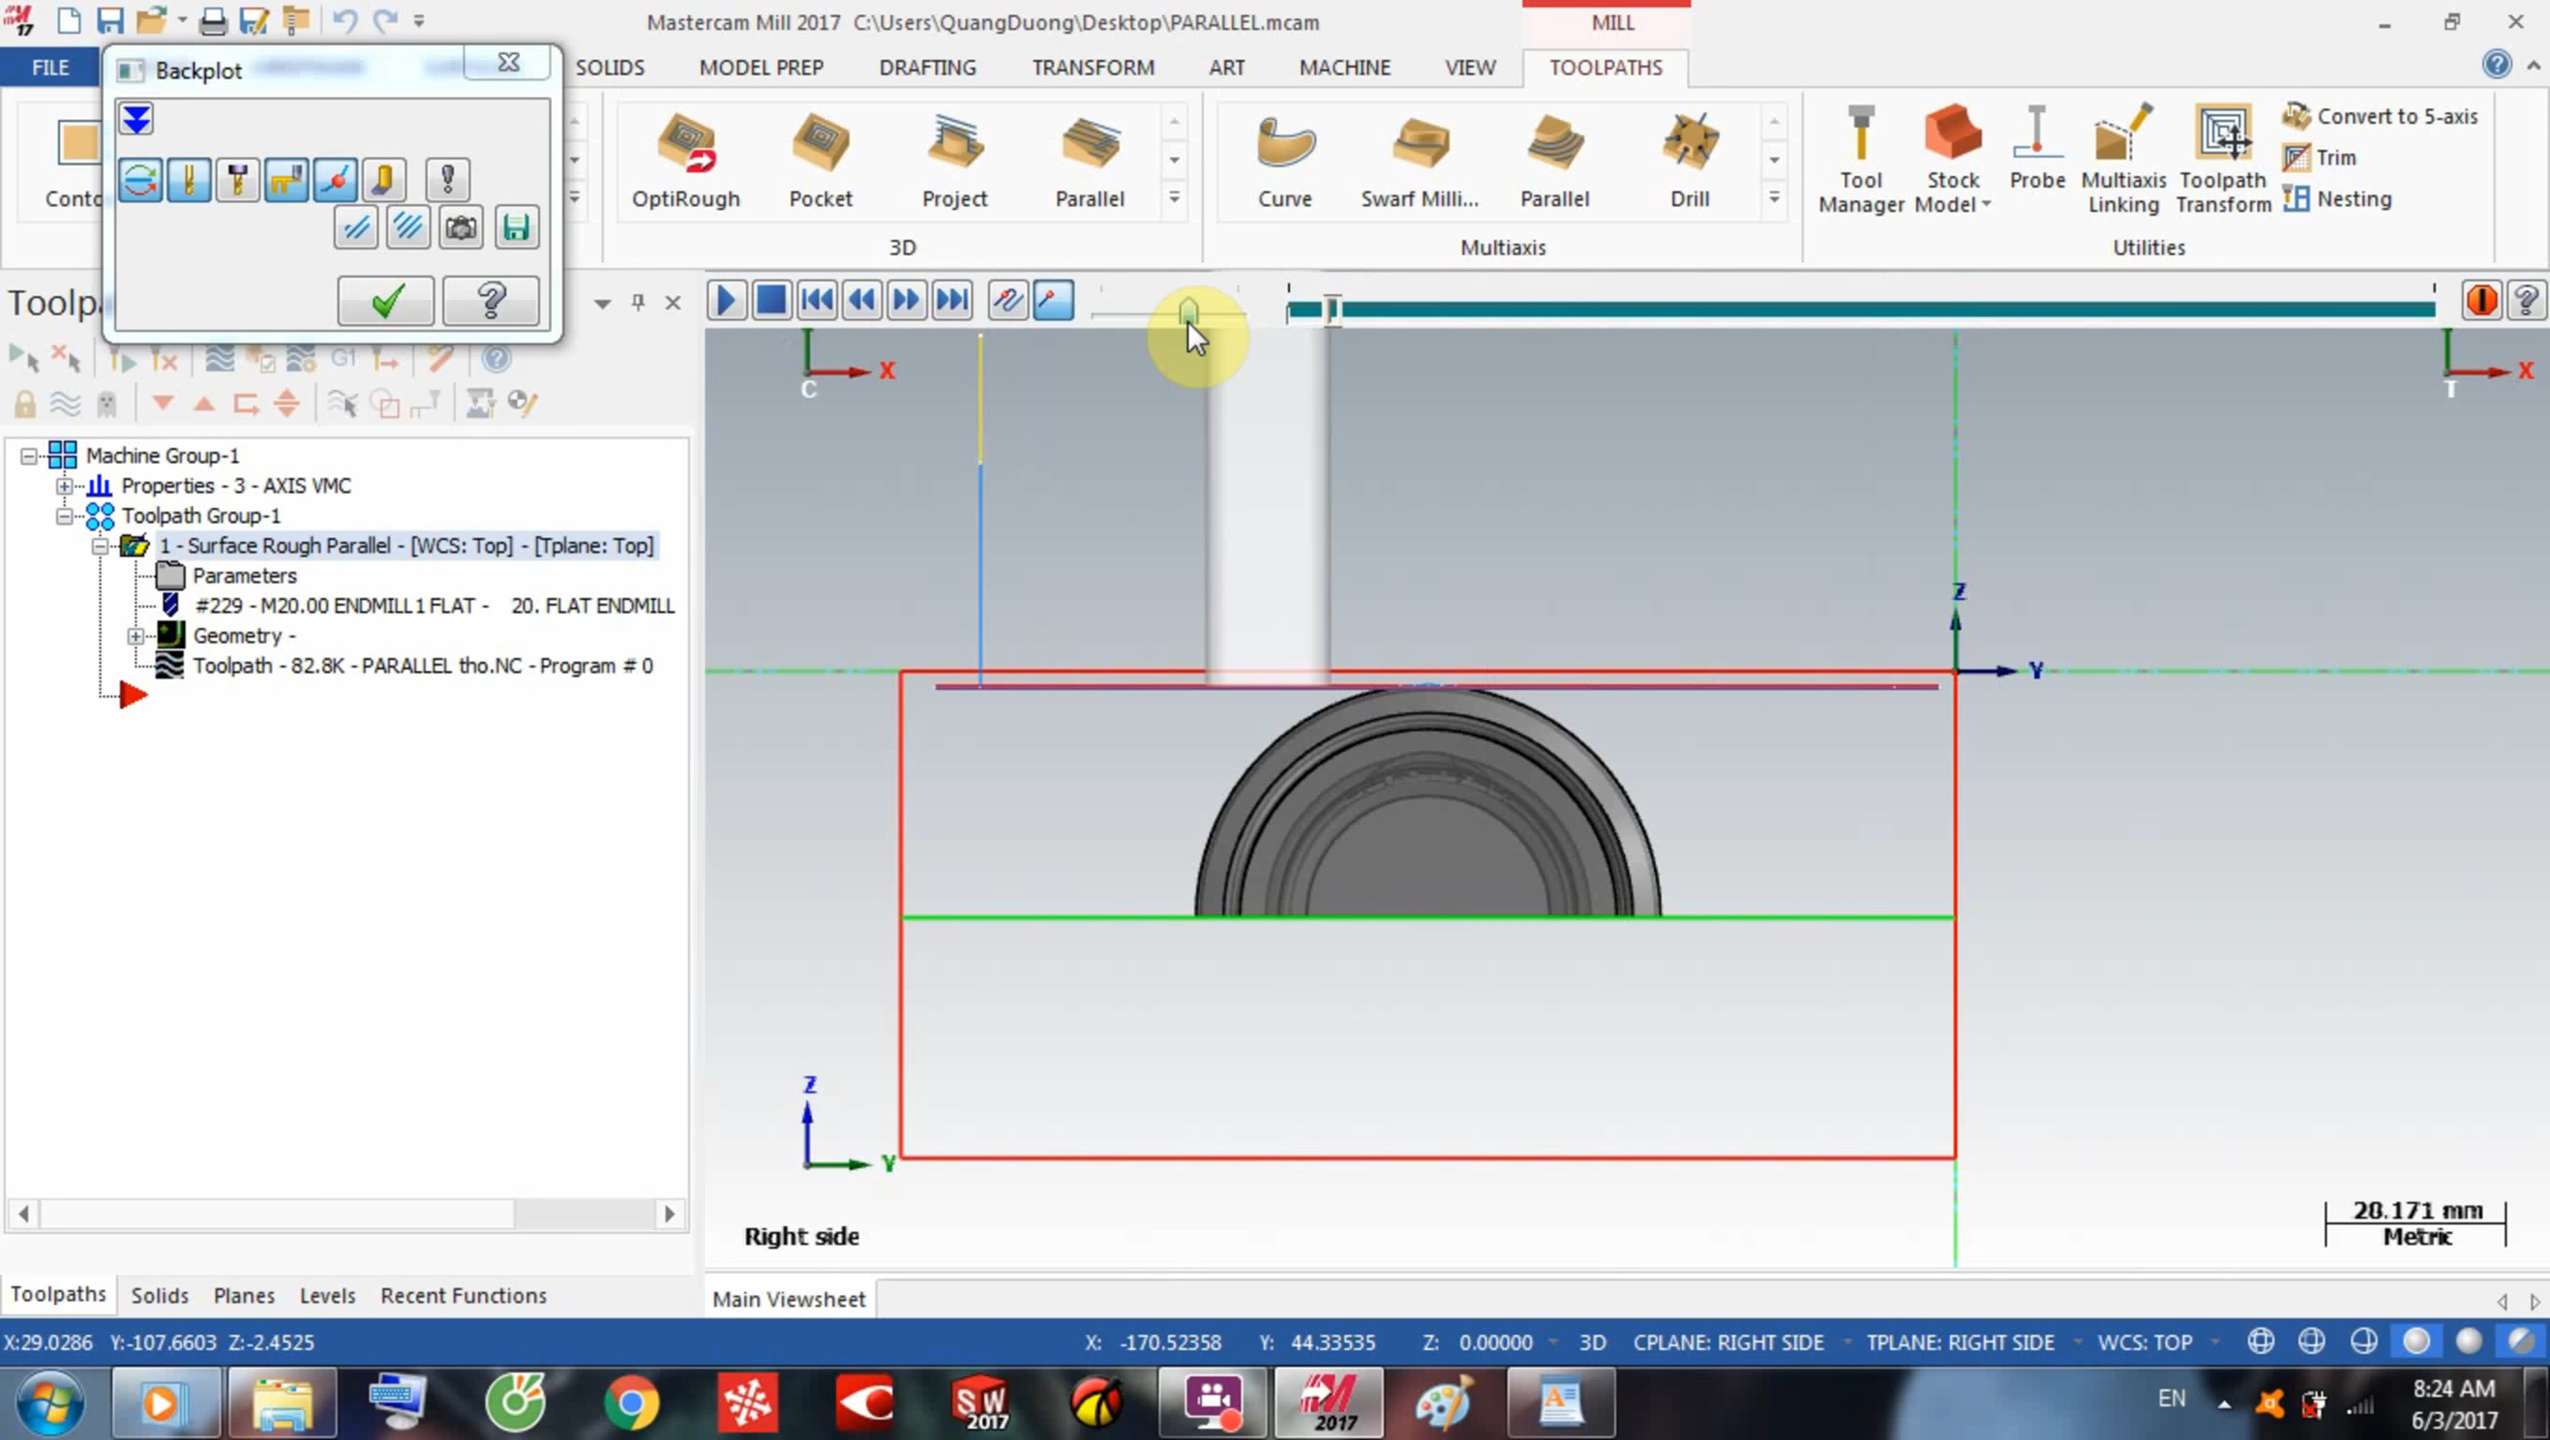 17
Mastercam Mill 2017 C:\Users\QuangDuong\Desktop\PARALLEL.mcam
MILL
FILE
Backplot
SOLIDS
MODEL PREP
DRAFTING
TRANSFORM
ART
MACHINE
VIEW
TOOLPATHS
Conto
OptiRough
Pocket
Project
Parallel
3D
Curve
Swarf Milli...
Parallel
Drill
Multiaxis
Tool Manager
Stock Model
Probe
Multiaxis Linking
Toolpath Transform
Convert to 5-axis
Trim
Nesting
Utilities
Toolp
G1
Machine Group-1
Properties - 3 - AXIS VMC
Toolpath Group-1
1 - Surface Rough Parallel - [WCS: Top] - [Tplane: Top]
Parameters
#229 - M20.00 ENDMILL1 FLAT - 20. FLAT ENDMILL
Geometry -
Toolpath - 82.8K - PARALLEL tho.NC - Program # 0
X
C
X
T
Z
Y
Z
Y
Right side
28.171 mm
Metric
Toolpaths
Solids
Planes
Levels
Recent Functions
Main Viewsheet
X:29.0286 Y:-107.6603 Z:-2.4525
X: -170.52358
Y: 44.33535
Z: 0.00000
3D
CPLANE: RIGHT SIDE
TPLANE: RIGHT SIDE
WCS: TOP
SW
2017
2017
A
EN
8:24 AM
6/3/2017